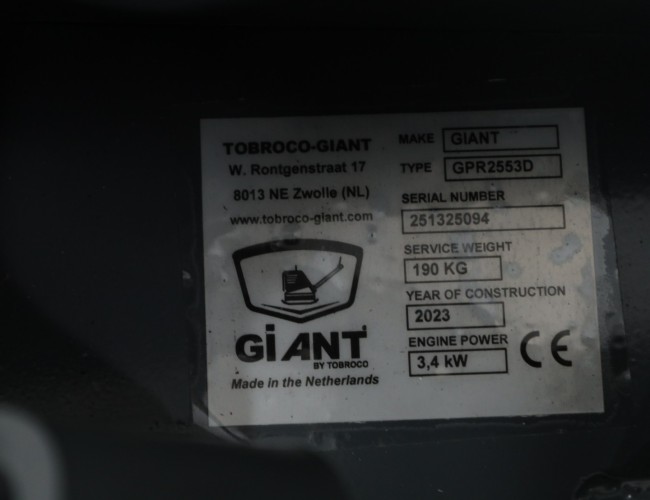 TOBROCO-GIANT
W. Rontgenstraat 17
8013 NE Zwolle (NL)
www.tobroco-giant.com
GiANT
BY TOBROCO
Made in the Netherlands
MAKE GIANT
TYPE GPR2553D
SERIAL NUMBER
251325094
SERVICE WEIGHT
190 KG
YEAR OF CONSTRUCTION
2023
ENGINE POWER
3,4 kW
CE